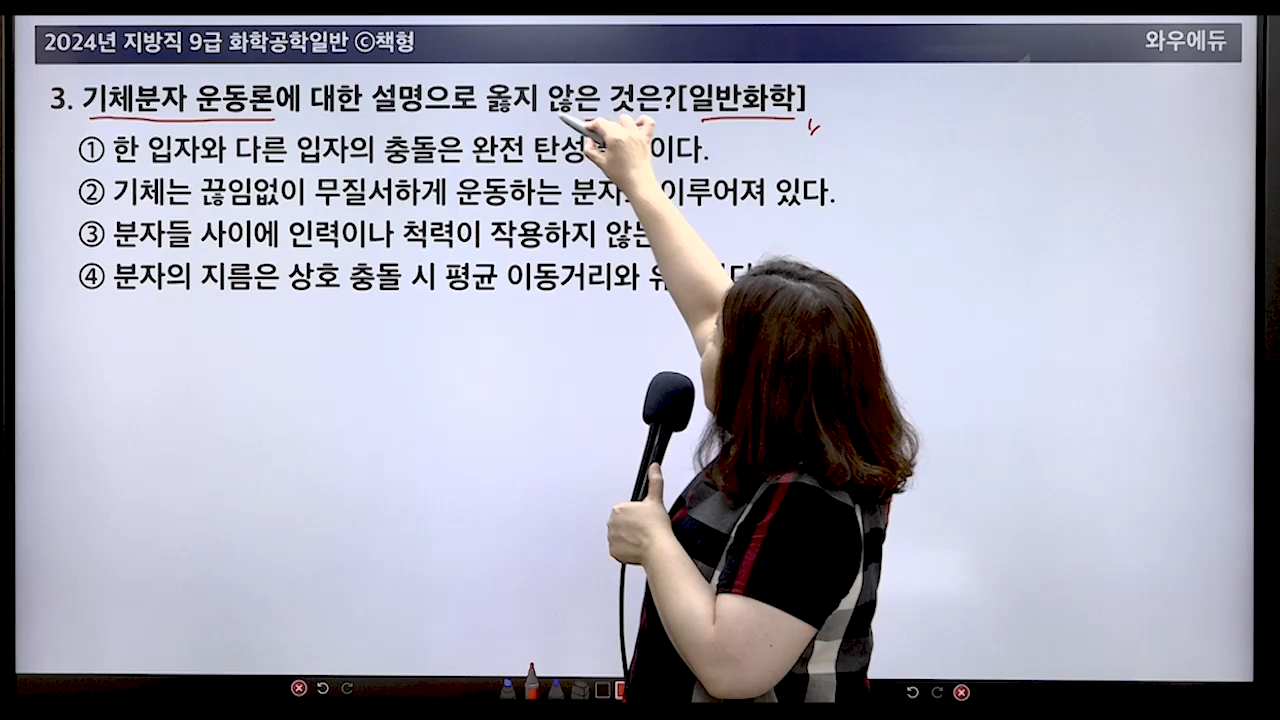 2024년 지방직 9급 화학공학일반 ⓒ책형
와우에듀
3. 기체분자 운동론에 대한 설명으로 옳지 않은 것은?[일반화학]
① 한 입자와 다른 입자의 충돌은 완전 탄성 이다.
② 기체는 끊임없이 무질서하게 운동하는 분자 이루어져 있다.
③ 분자들 사이에 인력이나 척력이 작용하지 않는
④ 분자의 지름은 상호 충돌 시 평균 이동거리와